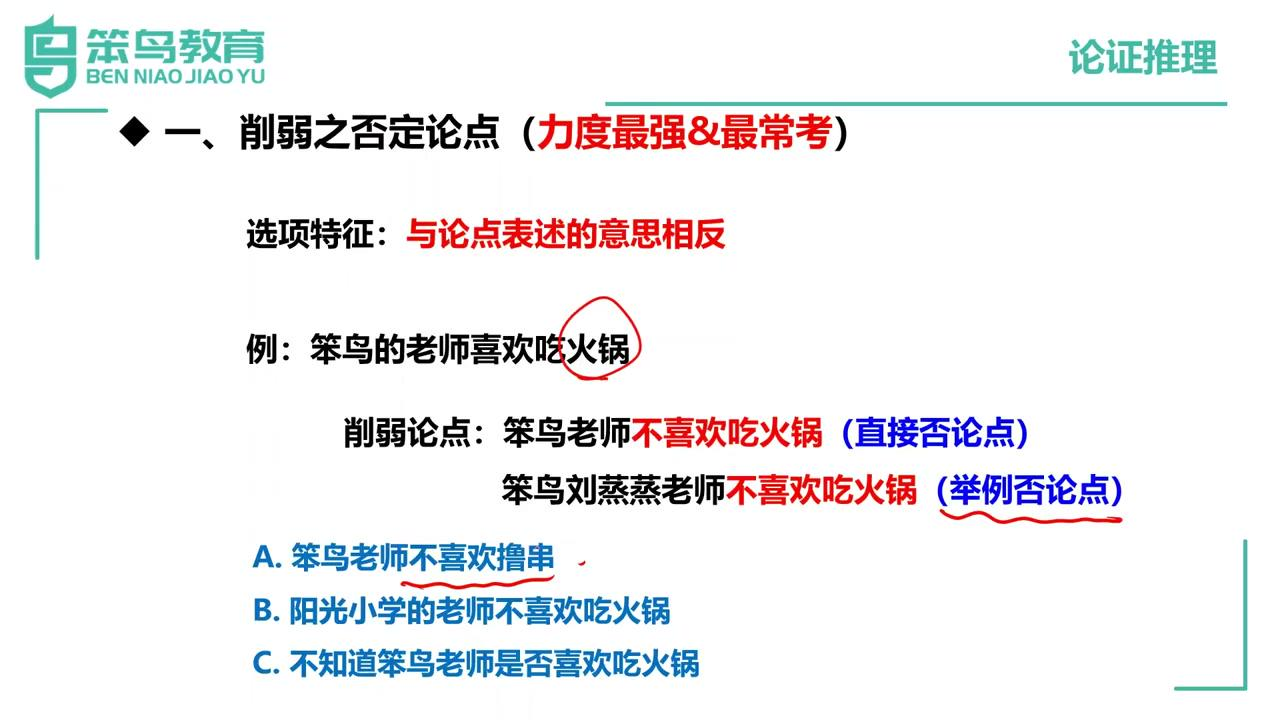 笨鸟教育
BEN NIAO JIAO YU
论证推理
◆ 一、削弱之否定论点（力度最强&最常考）
选项特征：与论点表述的意思相反
例：笨鸟的老师喜欢吃火锅
削弱论点：笨鸟老师不喜欢吃火锅（直接否论点）
笨鸟刘蒸蒸老师不喜欢吃火锅（举例否论点）
A. 笨鸟老师不喜欢撸串
B. 阳光小学的老师不喜欢吃火锅
C. 不知道笨鸟老师是否喜欢吃火锅